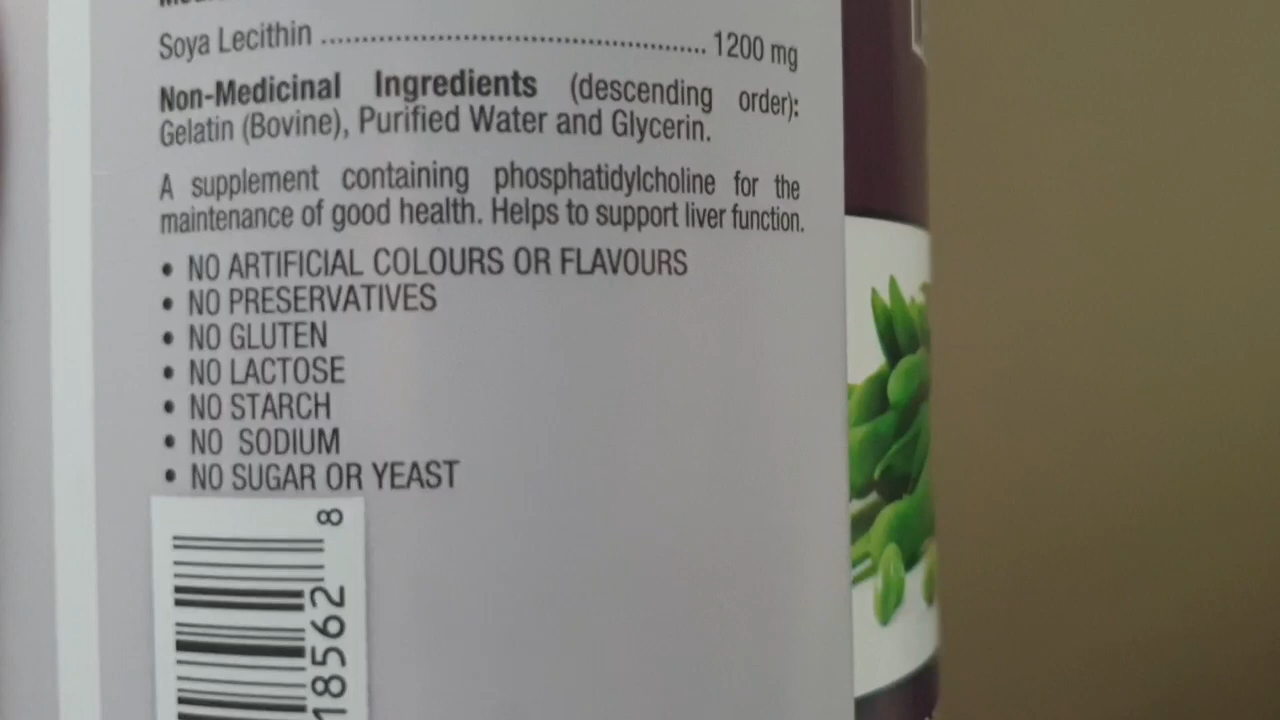 Soya Lecithin ................................................ 1200 mg
Non-Medicinal Ingredients (descending order):
Gelatin (Bovine), Purified Water and Glycerin.
A supplement containing phosphatidylcholine for the
maintenance of good health. Helps to support liver function.
• NO ARTIFICIAL COLOURS OR FLAVOURS
• NO PRESERVATIVES
• NO GLUTEN
• NO LACTOSE
• NO STARCH
• NO SODIUM
• NO SUGAR OR YEAST
18562 8